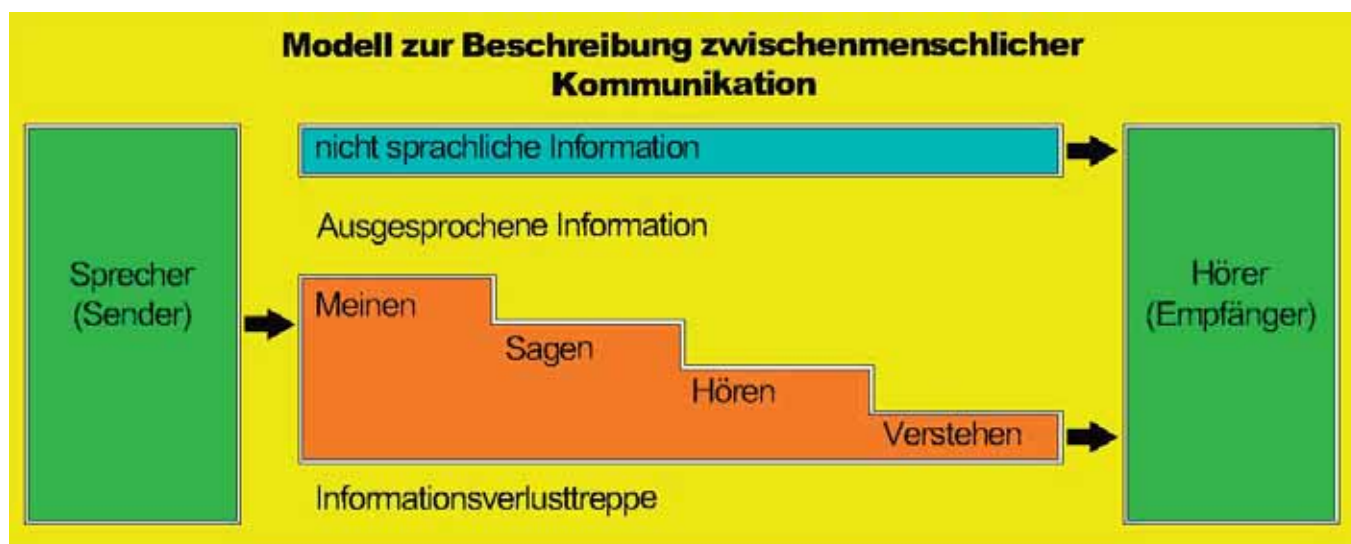 Modell zur Beschreibung zwischenmenschlicher
Kommunikation
nicht sprachliche Information
Ausgesprochene Information
Sprecher
(Sender)
Meinen
Sagen
Hören
Verstehen
Hörer
(Empfänger)
Informationsverlusttreppe